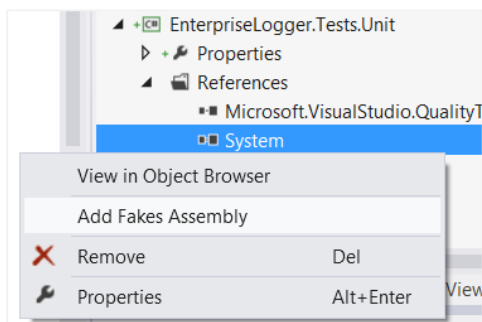 EnterpriseLogger.Tests.Unit
Properties
References
Microsoft.VisualStudio.QualityT
System
View in Object Browser
Add Fakes Assembly
Remove Del
Properties Alt+Enter
View